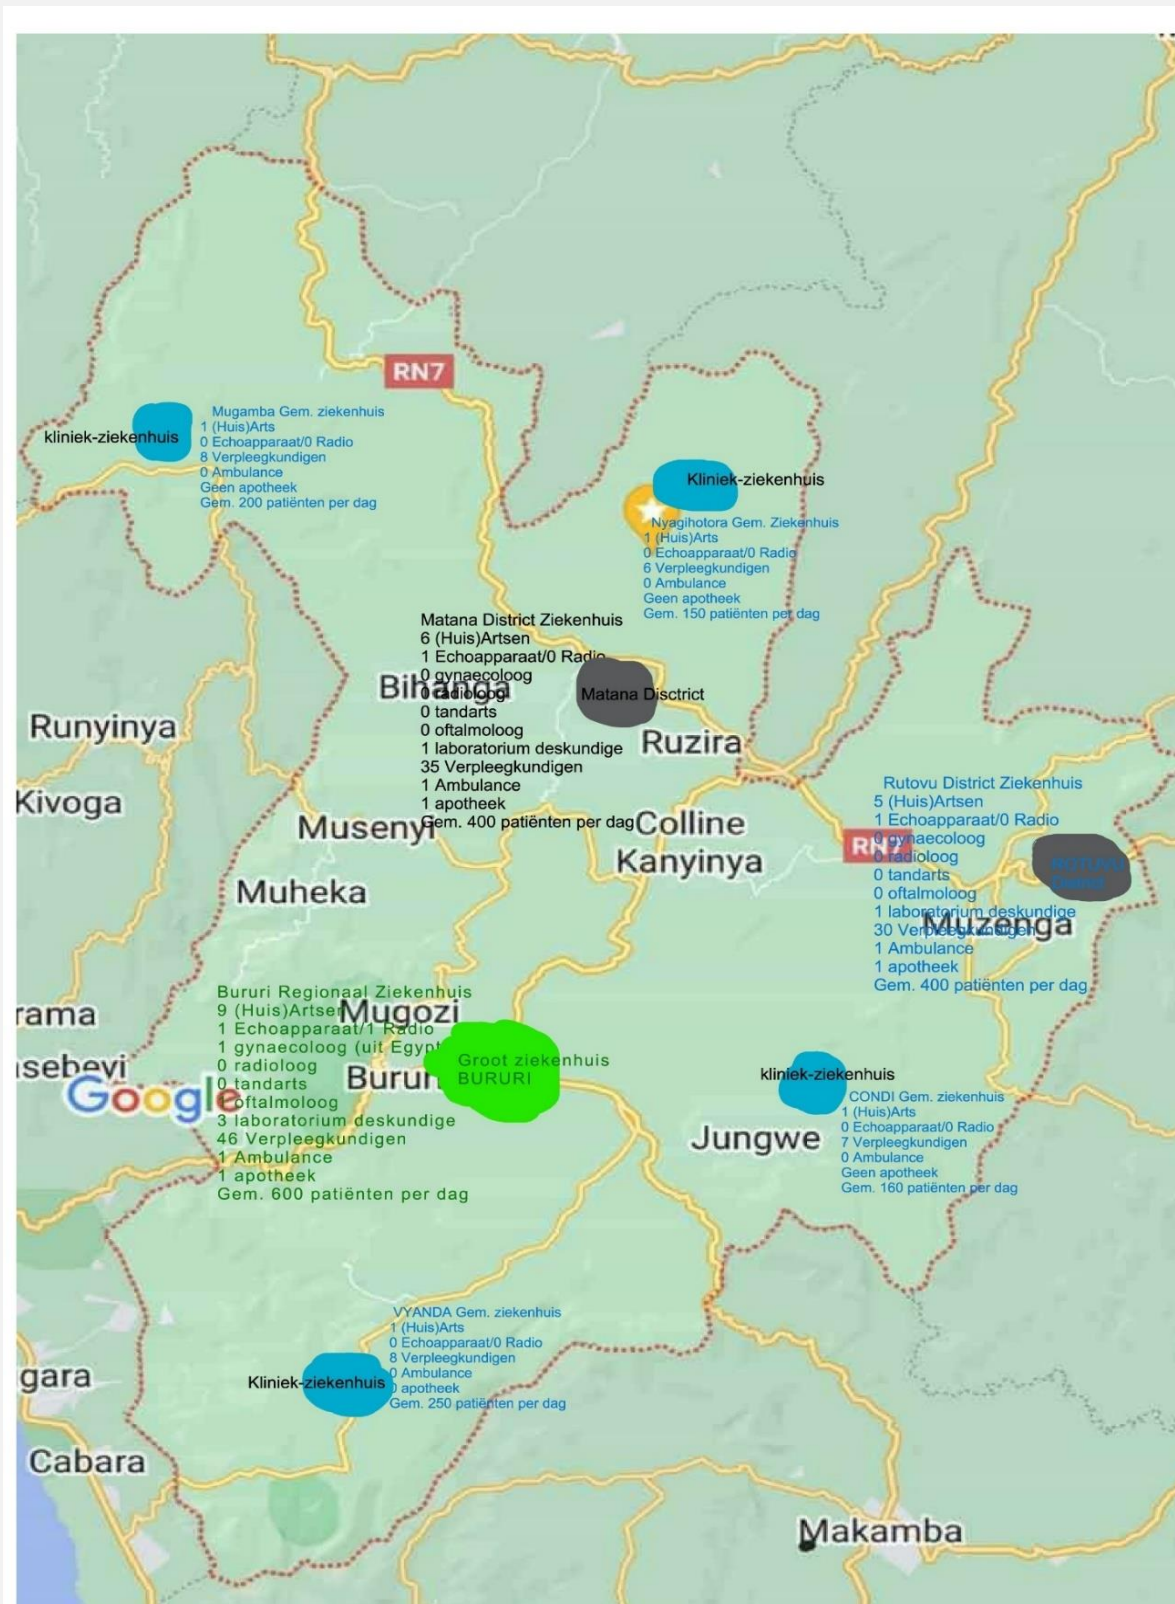 RN7
Mugamba Gem. ziekenhuis
1 (Huis)Arts
0 Echoapparaat/0 Radio
8 Verpleegkundigen
0 Ambulance
Geen apotheek
Gem. 200 patiënten per dag
kliniek-ziekenhuis
Kliniek-ziekenhuis
Nyagihotora Gem. Ziekenhuis
1 (Huis)Arts
0 Echoapparaat/0 Radio
6 Verpleegkundigen
0 Ambulance
Geen apotheek
Gem. 150 patiënten per dag
Matana District Ziekenhuis
6 (Huis)Artsen
1 Echoapparaat/0 Radio
0 gynaecoloog
0 radioloog
0 tandarts
0 oftalmoloog
1 laboratorium deskundige
35 Verpleegkundigen
1 Ambulance
1 apotheek
Gem. 400 patiënten per dag
Bihanga
Matana Disctrict
Runyinya
Ruzira
Kivoga
Musenyi
Colline
Kanyinya
Muheka
Rutovu District Ziekenhuis
5 (Huis)Artsen
1 Echoapparaat/0 Radio
0 gynaecoloog
0 radioloog
0 tandarts
0 oftalmoloog
1 laboratorium deskundige
30 Verpleegkundigen
1 Ambulance
1 apotheek
Gem. 400 patiënten per dag
RN7
Muzenga
Bururi Regionaal Ziekenhuis
9 (Huis)Artsen
1 Echoapparaat/1 Radio
1 gynaecoloog (uit Egypt
0 radioloog
0 tandarts
oftalmoloog
3 laboratorium deskundige
46 Verpleegkundigen
1 Ambulance
1 apotheek
Gem. 600 patiënten per dag
Mugozi
rama
Google
Groot ziekenhuis
BURURI
kliniek-ziekenhuis
CONDI Gem. ziekenhuis
1 (Huis)Arts
0 Echoapparaat/0 Radio
7 Verpleegkundigen
0 Ambulance
Geen apotheek
Gem. 160 patiënten per dag
Jungwe
VYANDA Gem. ziekenhuis
1 (Huis)Arts
0 Echoapparaat/0 Radio
8 Verpleegkundigen
0 Ambulance
0 apotheek
Gem. 250 patiënten per dag
Kliniek-ziekenhuis
gara
Cabara
Makamba